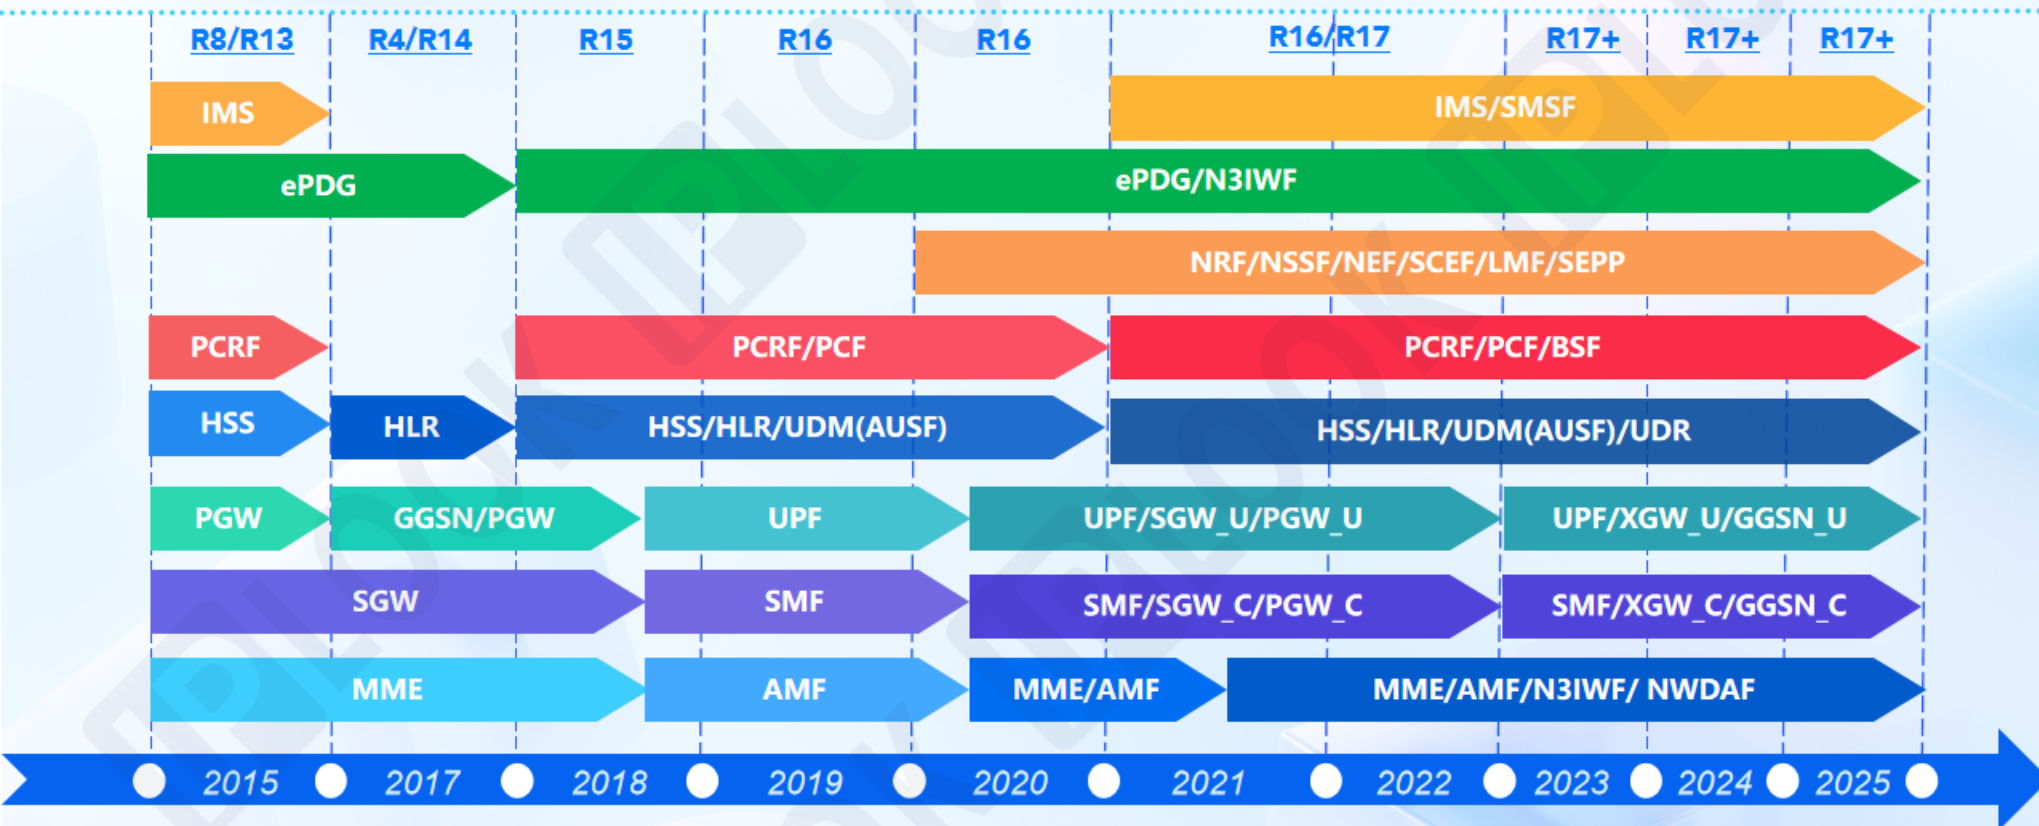 R8/R13 R4/R14 R15 R16 R16 R16/R17 R17+ R17+ R17+
IMS IMS/SMSF
ePDG ePDG/N3IWF
NRF/NSSF/NEF/SCEF/LMF/SEPP
PCRF PCRF/PCF PCRF/PCF/BSF
HSS HLR HSS/HLR/UDM(AUSF) HSS/HLR/UDM(AUSF)/UDR
PGW GGSN/PGW UPF UPF/SGW_U/PGW_U UPF/XGW_U/GGSN_U
SGW SMF SMF/SGW_C/PGW_C SMF/XGW_C/GGSN_C
MME AMF MME/AMF MME/AMF/N3IWF/ NWDAF
2015 2017 2018 2019 2020 2021 2022 2023 2024 2025
IPLOOK
IPLOOK